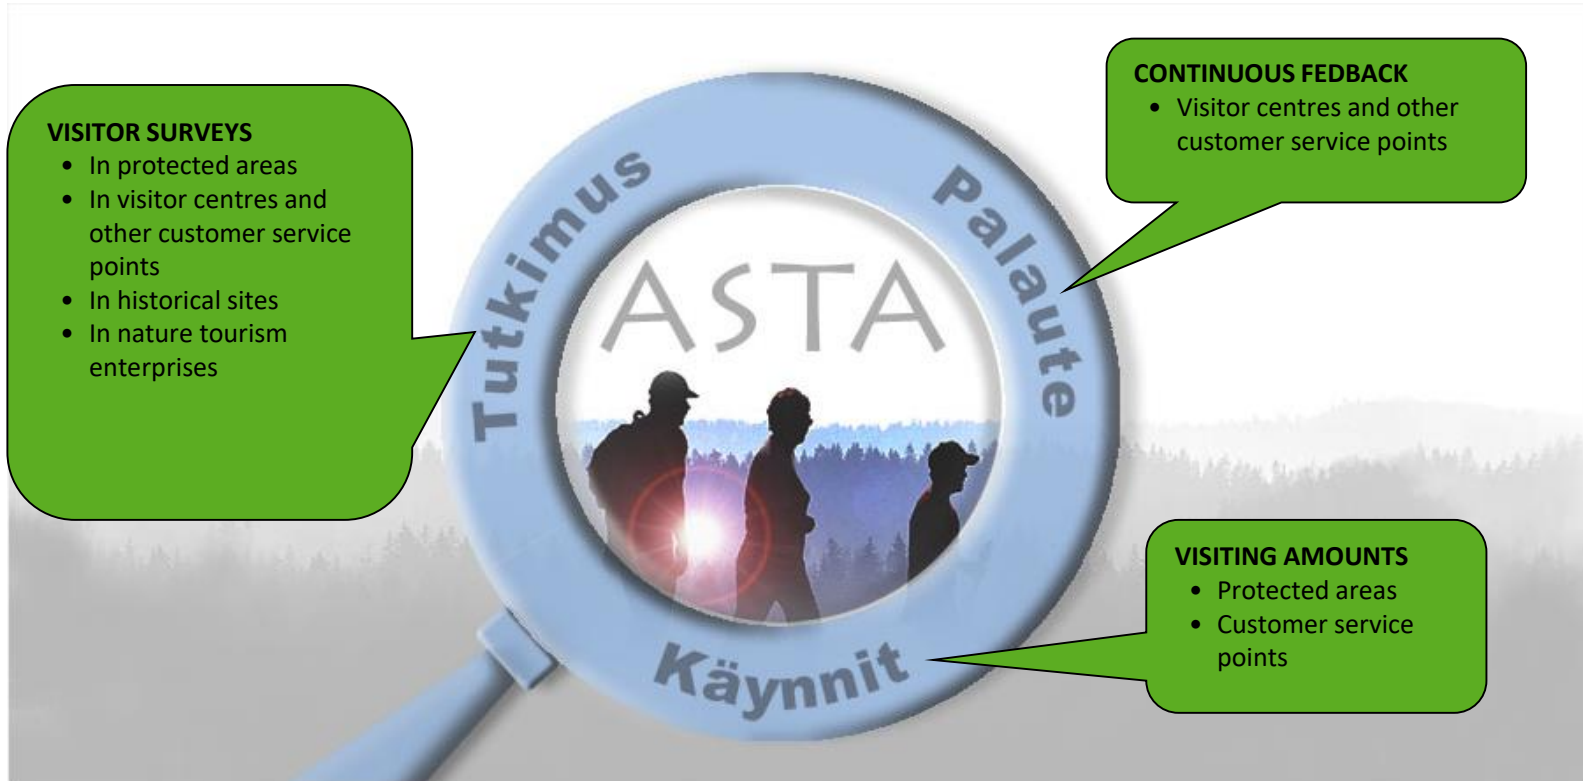 VISITOR SURVEYS
• In protected areas
• In visitor centres and
other customer service
points
• In historical sites
• In nature tourism
enterprises
CONTINUOUS FEDBACK
• Visitor centres and other
customer service points
Tutkimus
Palaute
ASTA
Käynnit
VISITING AMOUNTS
• Protected areas
• Customer service
points